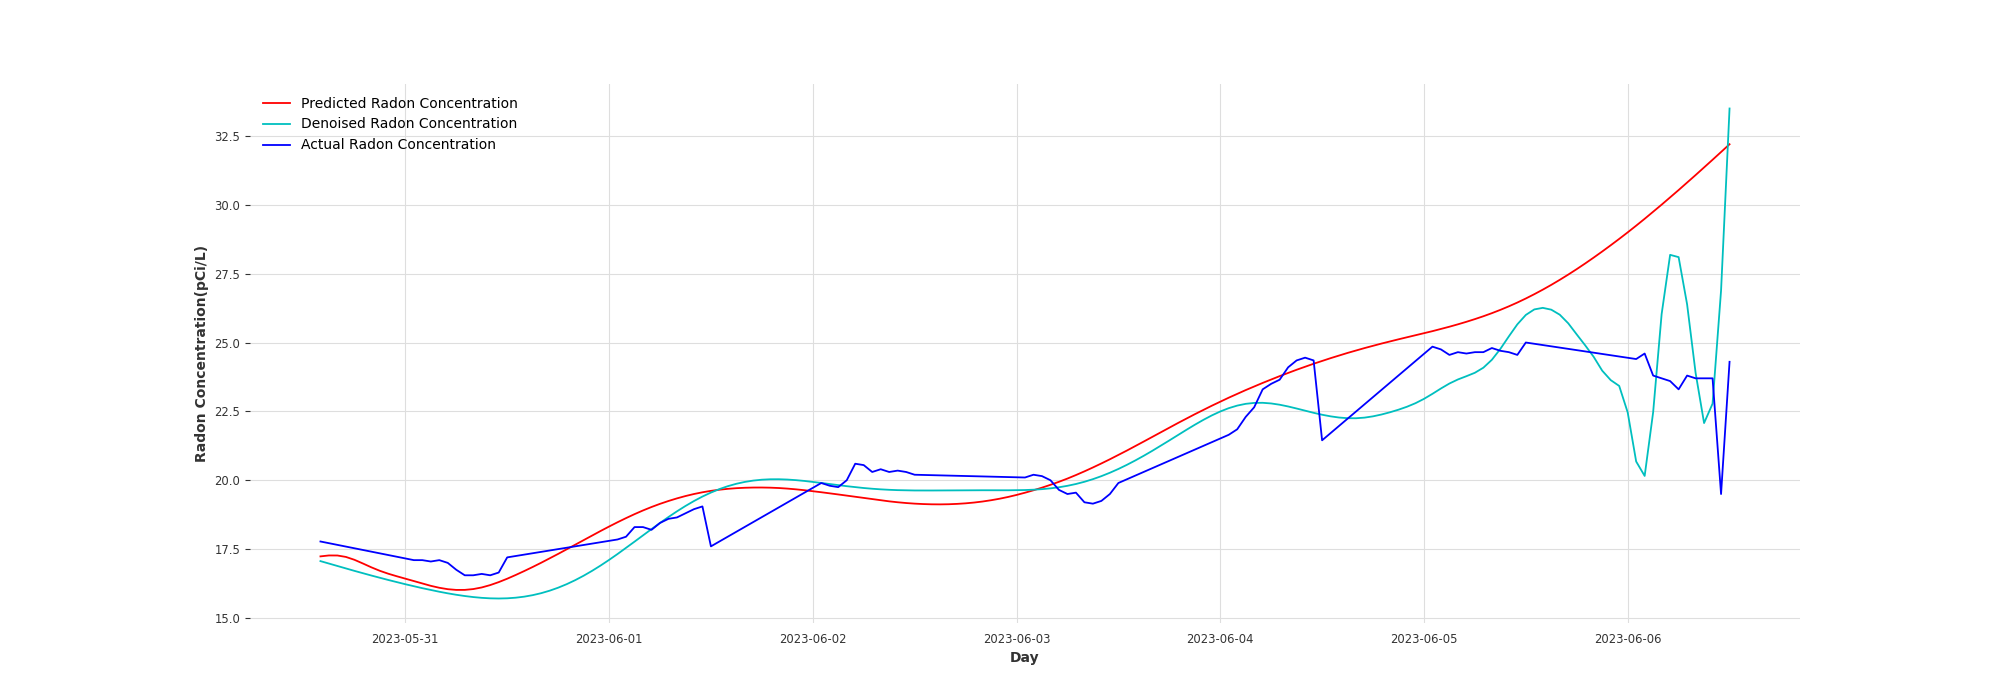 Predicted Radon Concentration
Denoised Radon Concentration
Actual Radon Concentration
Radon Concentration(pCi/L)
32.5
30.0
27.5
25.0
22.5
20.0
17.5
15.0
2023-05-31 2023-06-01 2023-06-02 2023-06-03 2023-06-04 2023-06-05 2023-06-06
Day